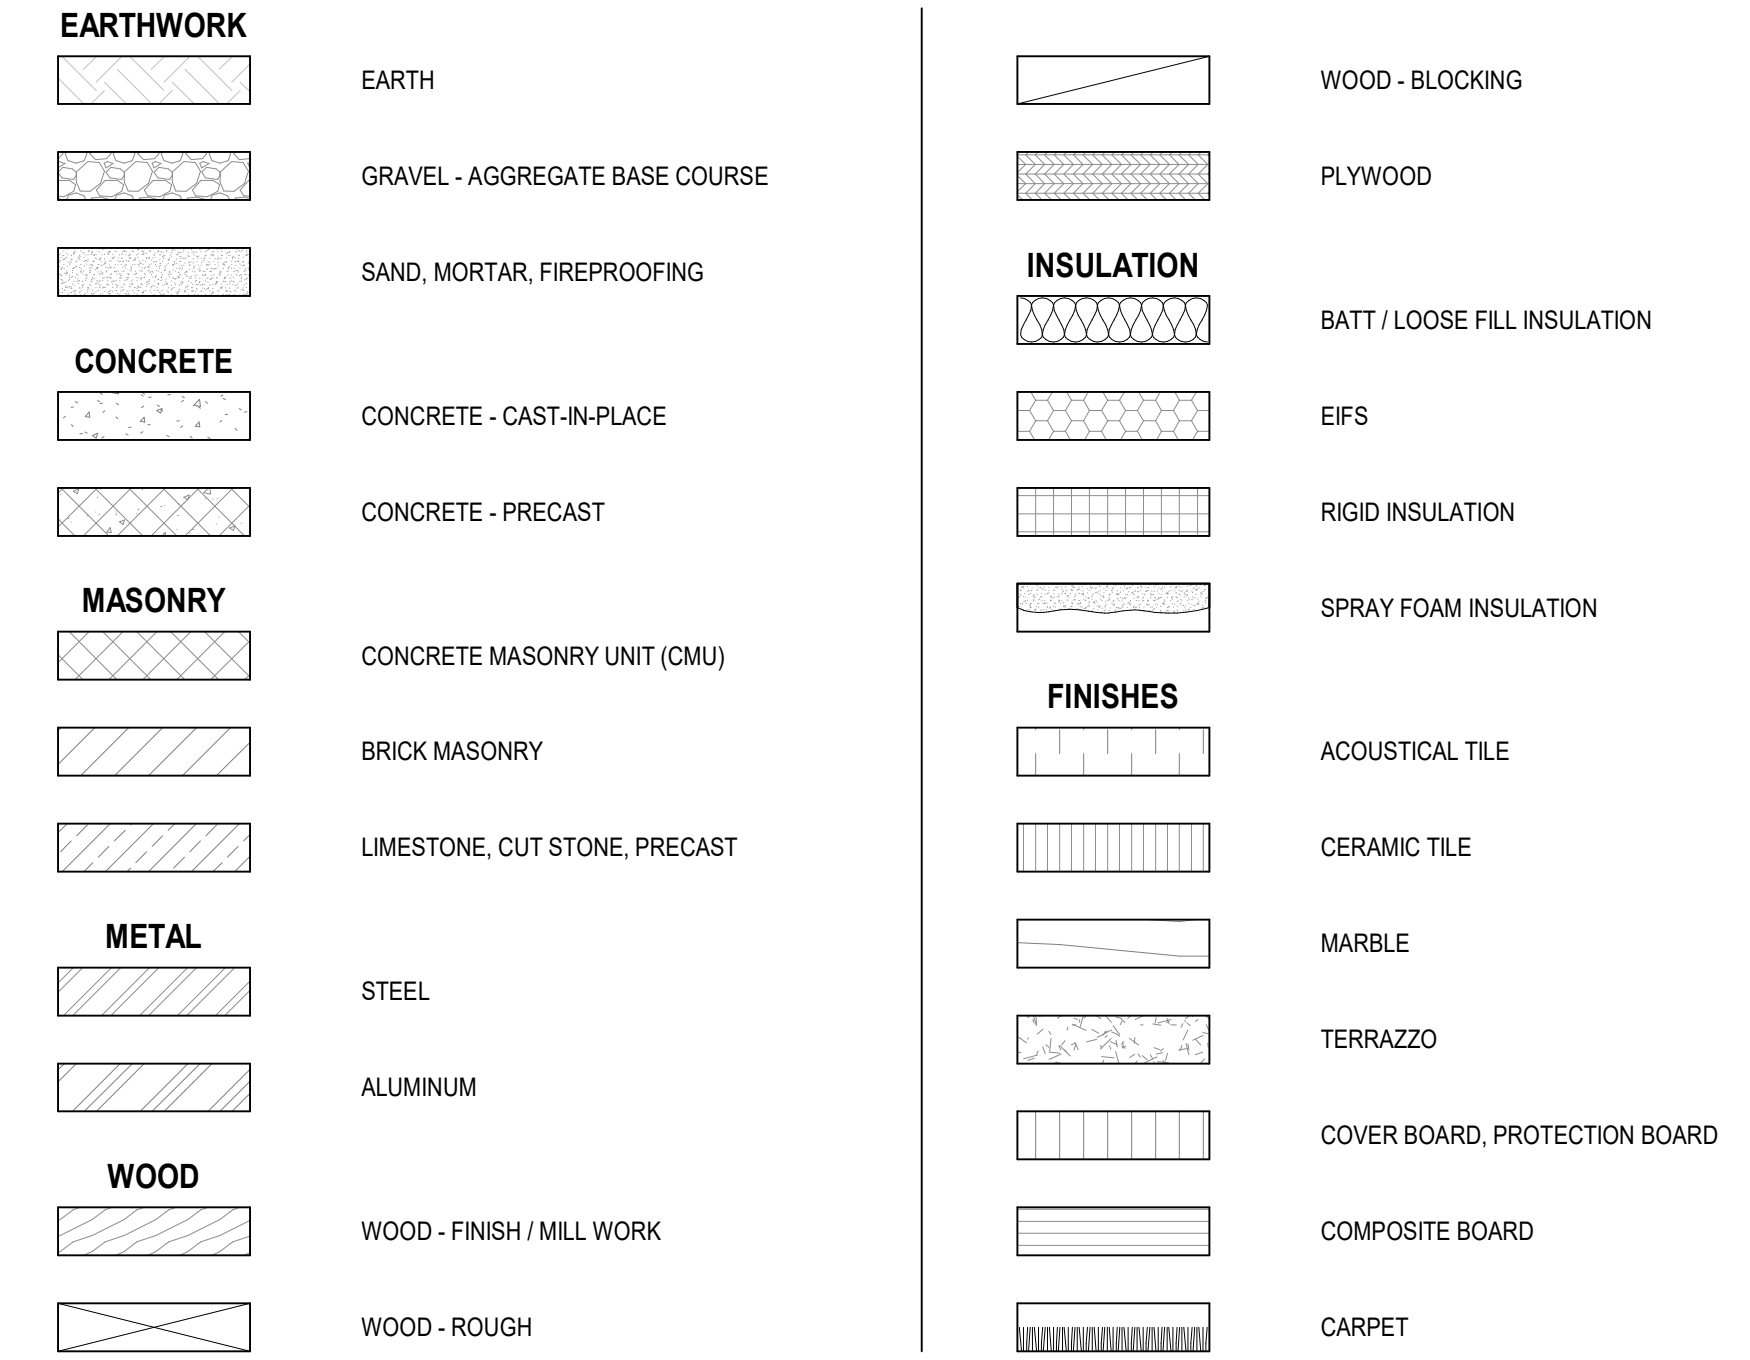 EARTHWORK
EARTH
GRAVEL - AGGREGATE BASE COURSE
SAND, MORTAR, FIREPROOFING
CONCRETE
CONCRETE - CAST-IN-PLACE
CONCRETE - PRECAST
MASONRY
CONCRETE MASONRY UNIT (CMU)
BRICK MASONRY
LIMESTONE, CUT STONE, PRECAST
METAL
STEEL
ALUMINUM
WOOD
WOOD - FINISH / MILL WORK
WOOD - ROUGH
WOOD - BLOCKING
PLYWOOD
INSULATION
BATT / LOOSE FILL INSULATION
EIFS
RIGID INSULATION
SPRAY FOAM INSULATION
FINISHES
ACOUSTICAL TILE
CERAMIC TILE
MARBLE
TERRAZZO
COVER BOARD, PROTECTION BOARD
COMPOSITE BOARD
CARPET